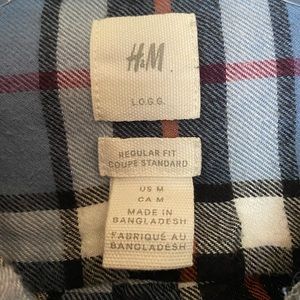 H&M
L.O.G.G.
REGULAR FIT
COUPE STANDARD
US M
CA M
MADE IN
BANGLADESH
FABRIQUÉ AU
BANGLADESH